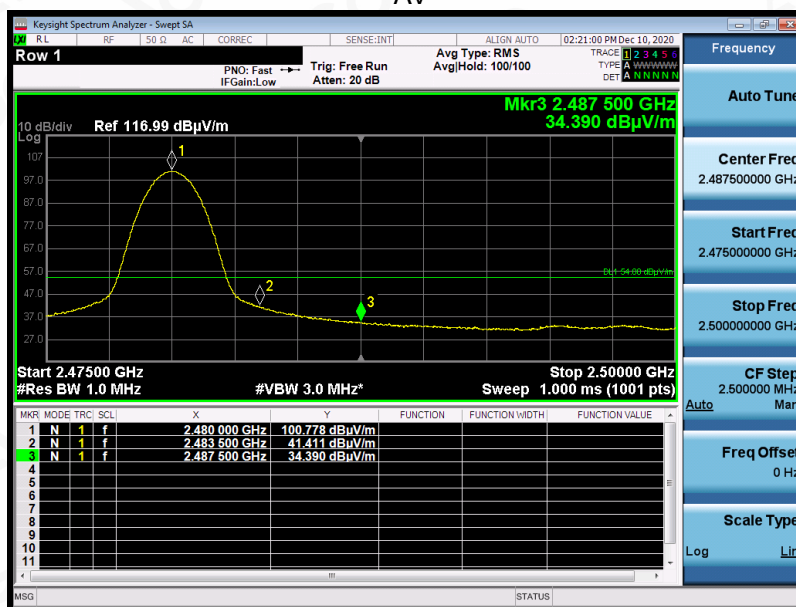 AV
Keysight Spectrum Analyzer - Swept SA
LXI RL RF 50 Ω AC CORREC SENSE:INT ALIGN AUTO 02:21:00 PM Dec 10, 2020
Row 1
PNO: Fast
IFGain:Low
Trig: Free Run
Atten: 20 dB
Avg Type: RMS
Avg|Hold: 100/100
TRACE 1 2 3 4 5 6
TYPE A WWWWW
DET A N N N N N
Mkr3 2.487 500 GHz
34.390 dBµV/m
10 dB/div Ref 116.99 dBµV/m
Log
107
97.0
87.0
77.0
67.0
57.0
47.0
37.0
27.0
1
2
3
DL1 54.00 dBµV/m
Start 2.47500 GHz Stop 2.50000 GHz
#Res BW 1.0 MHz #VBW 3.0 MHz* Sweep 1.000 ms (1001 pts)
MKR MODE TRC SCL X Y FUNCTION FUNCTION WIDTH FUNCTION VALUE
1 N 1 f 2.480 000 GHz 100.778 dBµV/m
2 N 1 f 2.483 500 GHz 41.411 dBµV/m
3 N 1 f 2.487 500 GHz 34.390 dBµV/m
4
5
6
7
8
9
10
11
MSG STATUS
Frequency
Auto Tune
Center Freq
2.487500000 GHz
Start Freq
2.475000000 GHz
Stop Freq
2.500000000 GHz
CF Step
2.500000 MHz
Auto Man
Freq Offset
0 Hz
Scale Type
Log Lin